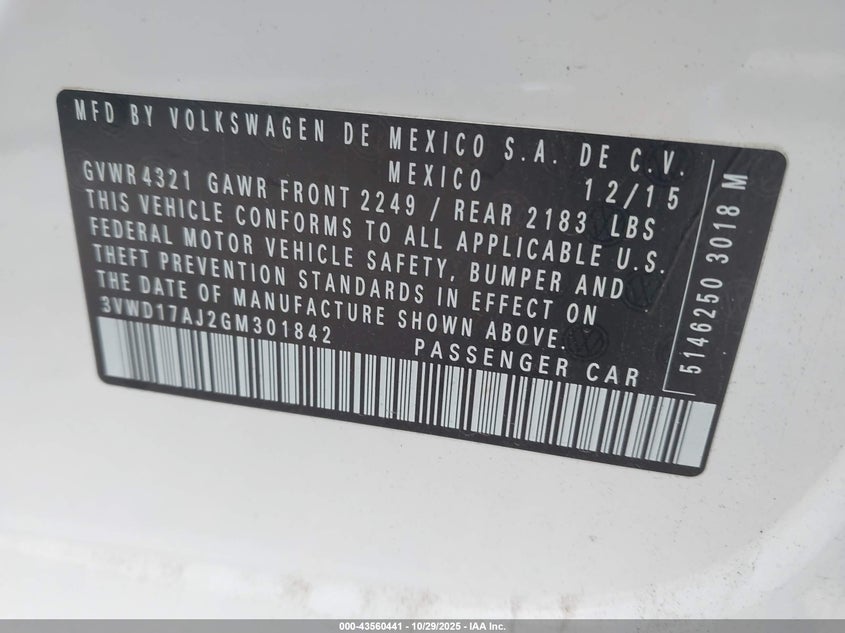 MFD BY VOLKSWAGEN DE MEXICO S.A. DE C.V.
MEXICO 12/15
GVWR 4321 GAWR FRONT 2249 / REAR 2183 LBS
THIS VEHICLE CONFORMS TO ALL APPLICABLE U.S.
FEDERAL MOTOR VEHICLE SAFETY, BUMPER AND
THEFT PREVENTION STANDARDS IN EFFECT ON
THE DATE OF MANUFACTURE SHOWN ABOVE.
3VWD17AJ2GM301842 PASSENGER CAR
5146250 3018 M
000-43560441 | 10/29/2025 | IAA Inc.